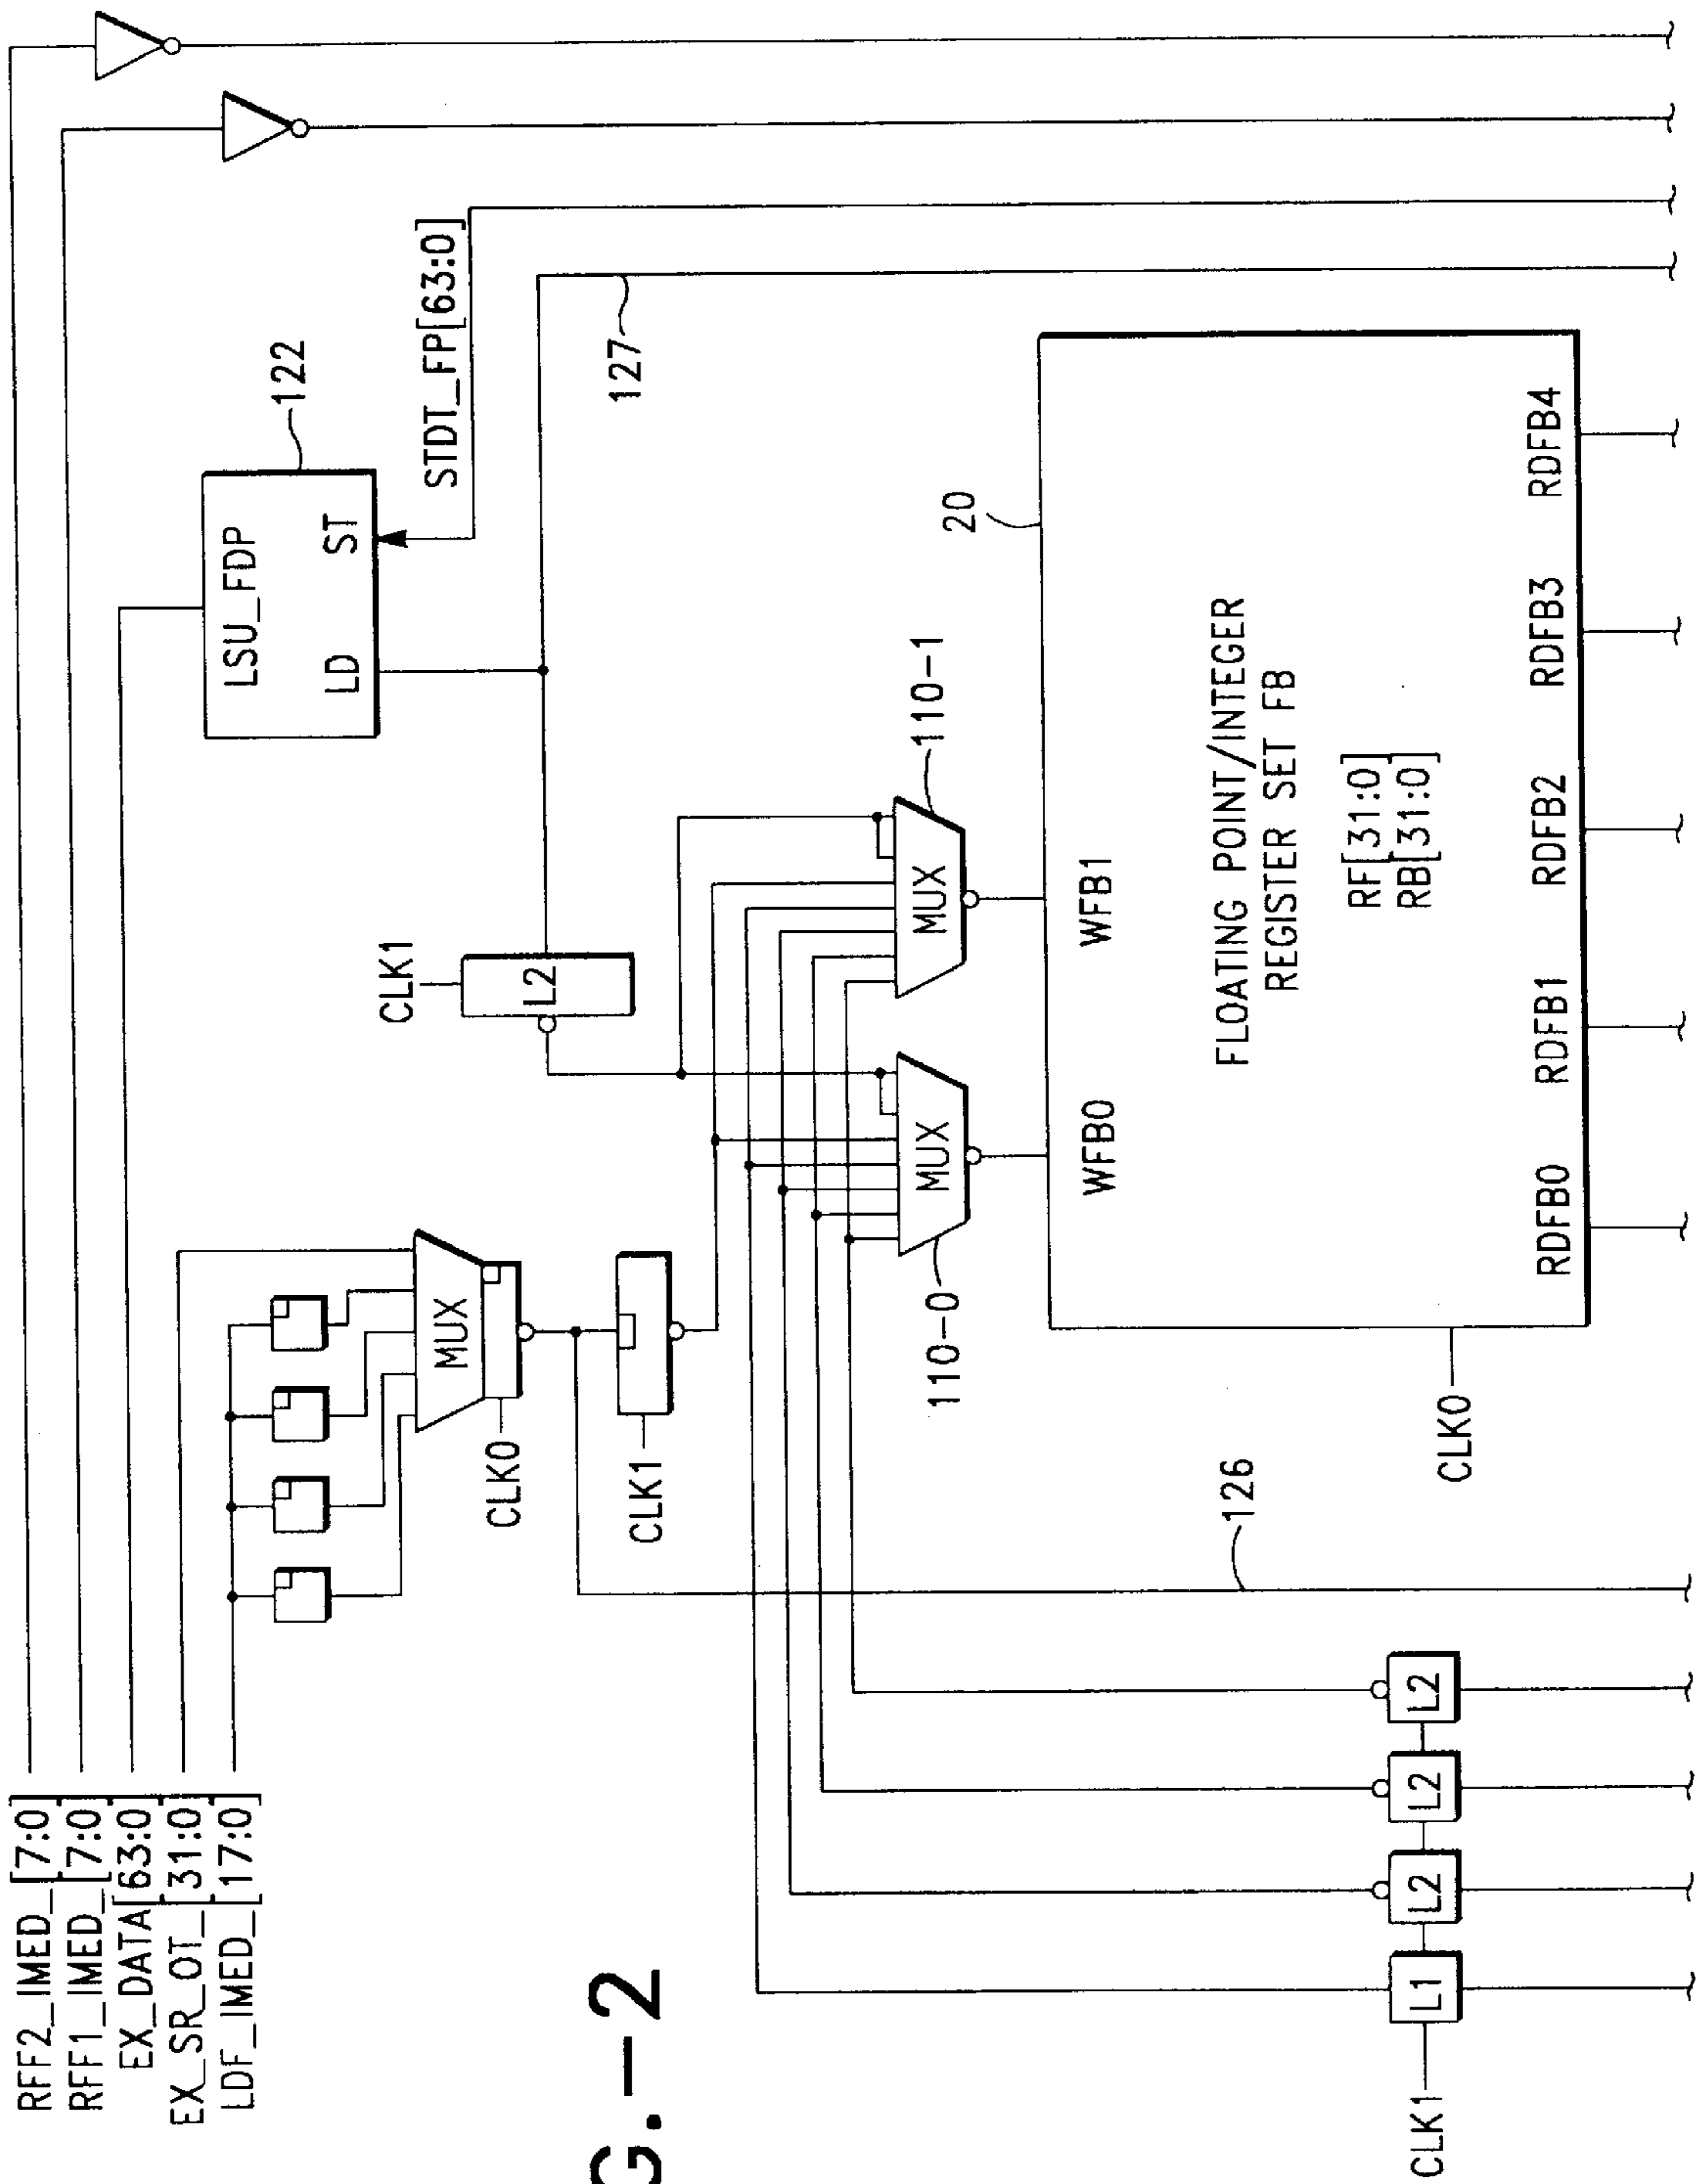 RFF2_IMED_[7:0]
RFF1_IMED_[7:0]
EX_DATA[63:0]
EX_SR_OT_[31:0]
LDF_IMED_[17:0]
LSU_FDP
LD
ST
122
STDT_FP[63:0]
127
MUX
CLK0
CLK1
CLK1
L2
MUX
110-0
MUX
110-1
20
WFB0
WFB1
FLOATING POINT/INTEGER
REGISTER SET FB
RF[31:0]
RB[31:0]
RDFB0
RDFB1
RDFB2
RDFB3
RDFB4
CLK0
126
CLK1
L1
L2
L2
L2
G.-2